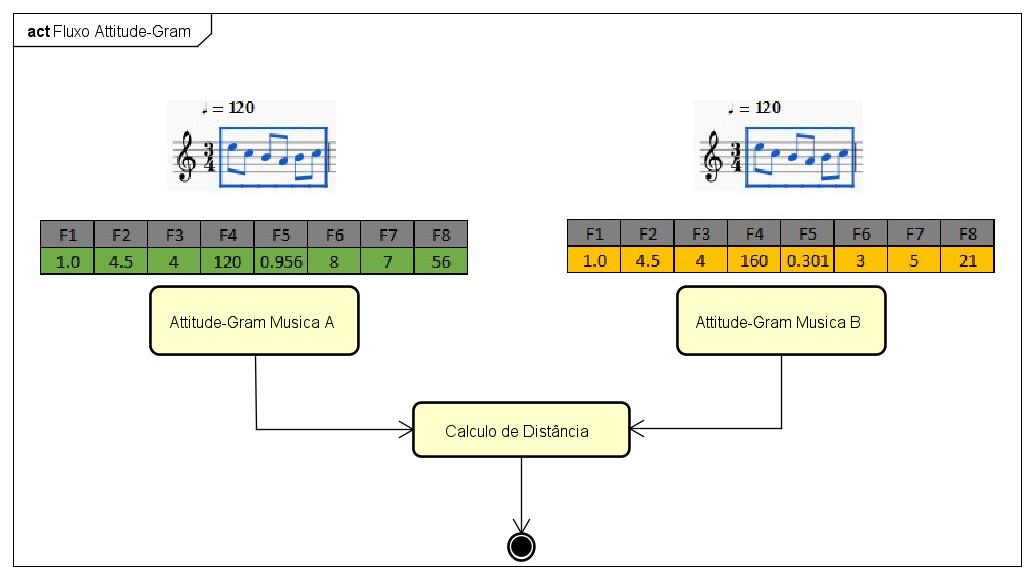 act Fluxo Attitude-Gram
♩ = 120
3
4
F1 F2 F3 F4 F5 F6 F7 F8
1.0 4.5 4 120 0.956 8 7 56
Attitude-Gram Musica A
♩ = 120
3
4
F1 F2 F3 F4 F5 F6 F7 F8
1.0 4.5 4 160 0.301 3 5 21
Attitude-Gram Musica B
Calculo de Distância